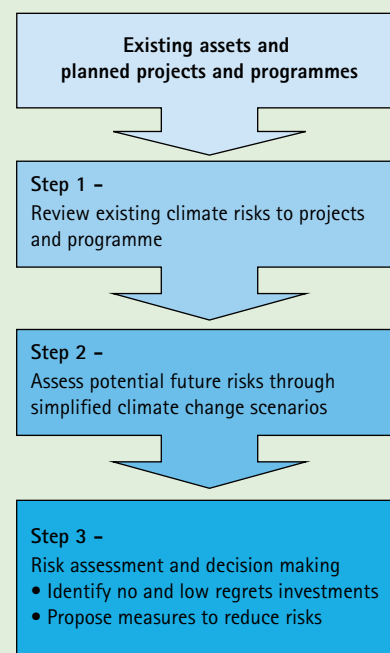 Existing assets and
planned projects and programmes
Step 1 –
Review existing climate risks to projects
and programme
Step 2 –
Assess potential future risks through
simplified climate change scenarios
Step 3 –
Risk assessment and decision making
• Identify no and low regrets investments
• Propose measures to reduce risks